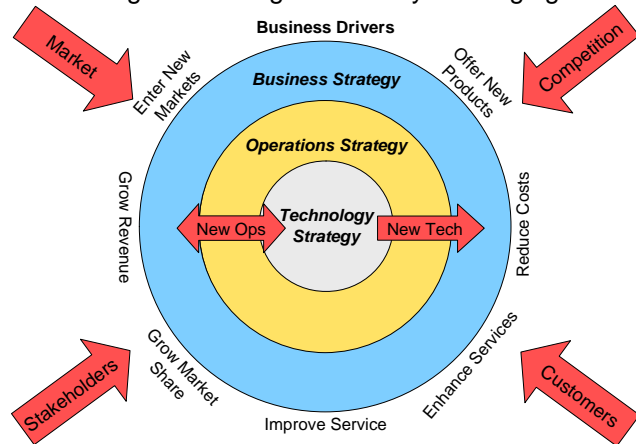 Business Drivers
Market
Competition
Enter New
Markets
Business Strategy
Offer New
Products
Operations Strategy
Grow Revenue
New Ops
Technology
Strategy
New Tech
Reduce Costs
Stakeholders
Grow Market
Share
Improve Service
Enhance Services
Customers